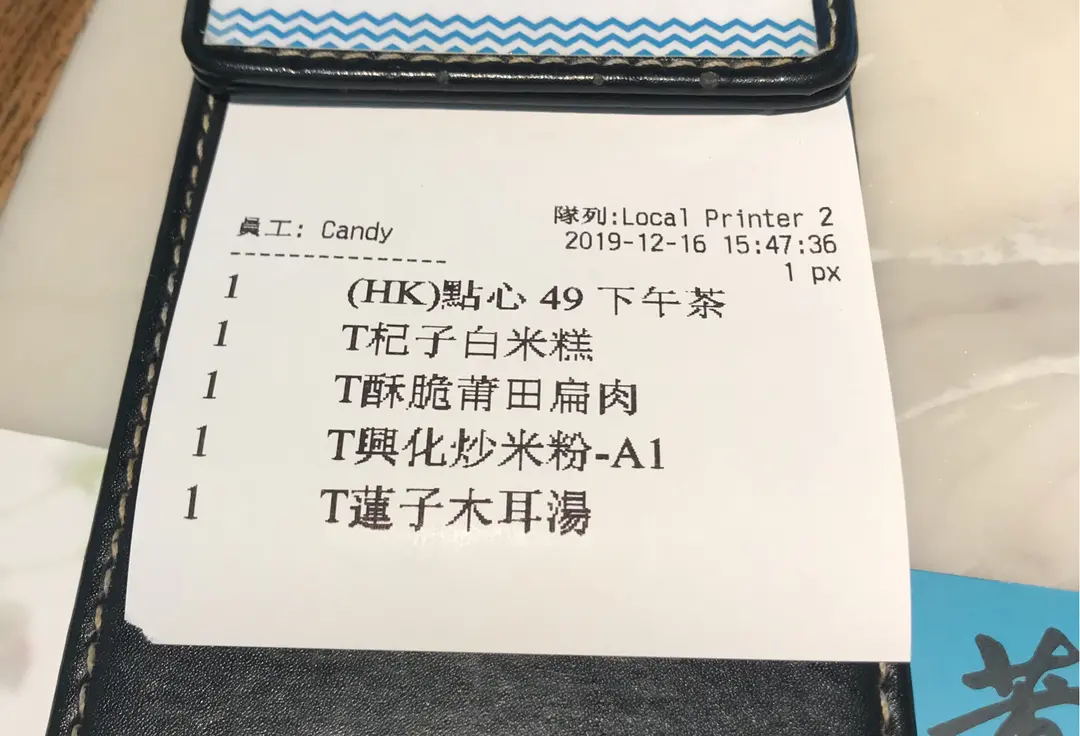 員工: Candy
隊列:Local Printer 2
2019-12-16 15:47:36
1 px
---------------
1 (HK)點心 49 下午茶
1 T杞子白米糕
1 T酥脆莆田扁肉
1 T興化炒米粉-A1
1 T蓮子木耳湯